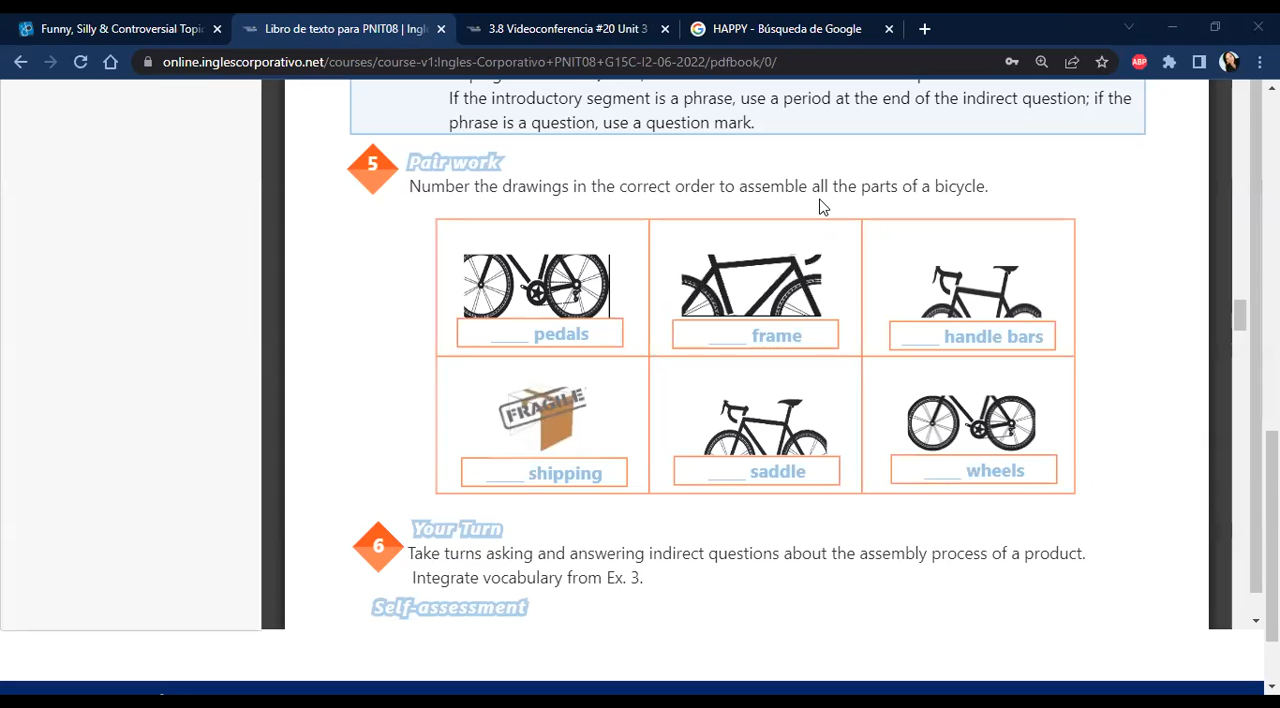 Funny, Silly & Controversial Topi
Libro de texto para PNIT08 | Ingl
3.8 Videoconferencia #20 Unit 3
HAPPY - Búsqueda de Google
online.inglescorporativo.net/courses/course-v1:Ingles-Corporativo+PNIT08+G15C-I2-06-2022/pdfbook/0/
ABP
If the introductory segment is a phrase, use a period at the end of the indirect question; if the
phrase is a question, use a question mark.
5 Pair work
Number the drawings in the correct order to assemble all the parts of a bicycle.
____ pedals
____ frame
____ handle bars
FRAGILE
____ shipping
____ saddle
____ wheels
6 Your Turn
Take turns asking and answering indirect questions about the assembly process of a product.
Integrate vocabulary from Ex. 3.
Self-assessment